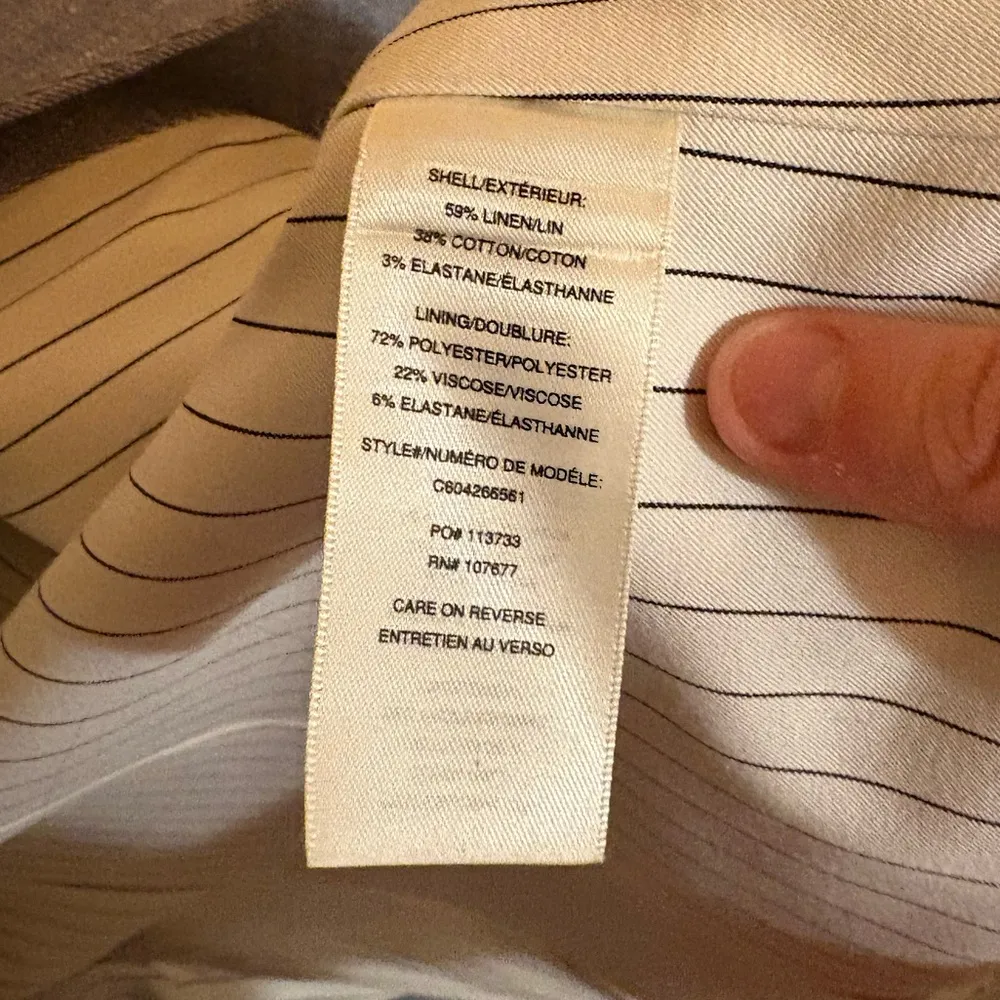 SHELL/EXTÉRIEUR:
59% LINEN/LIN
38% COTTON/COTON
3% ELASTANE/ÉLASTHANNE
LINING/DOUBLURE:
72% POLYESTER/POLYESTER
22% VISCOSE/VISCOSE
6% ELASTANE/ÉLASTHANNE
STYLE#/NUMÉRO DE MODÉLE:
C604266561
PO# 113733
RN# 107677
CARE ON REVERSE
ENTRETIEN AU VERSO